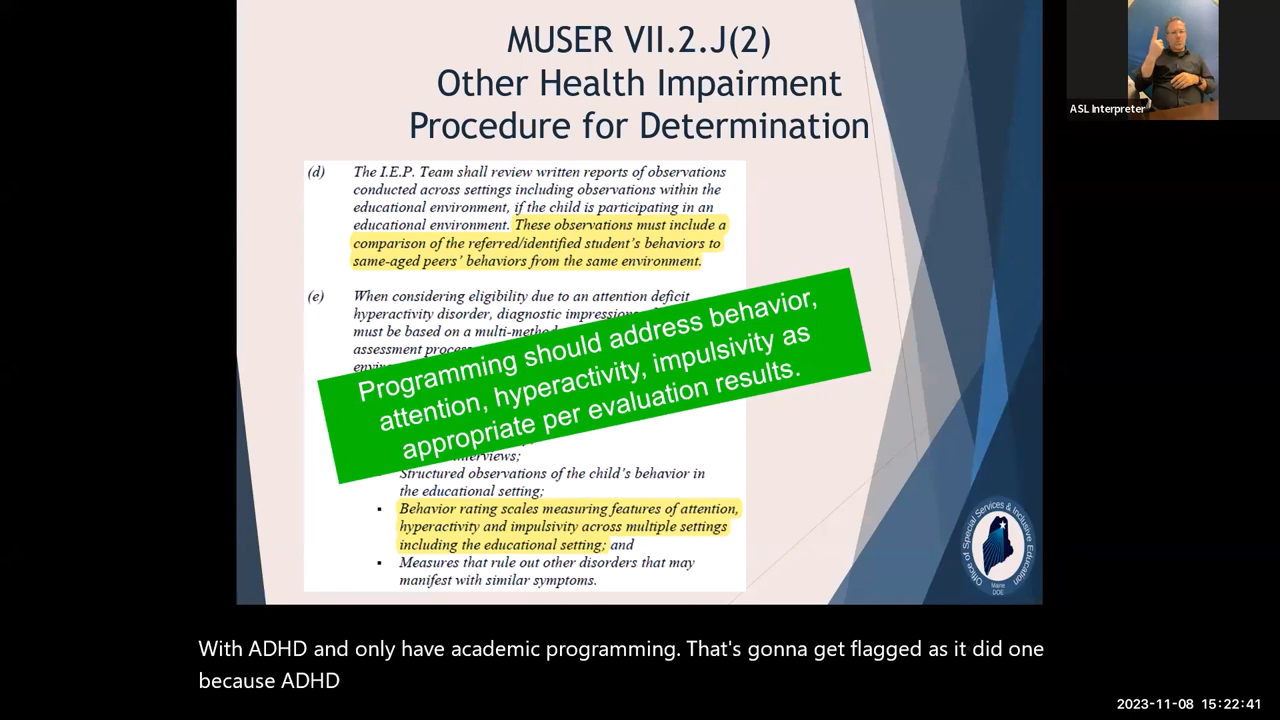 MUSER VII.2.J(2)
Other Health Impairment
Procedure for Determination
ASL Interpreter
(d) The I.E.P. Team shall review written reports of observations
conducted across settings including observations within the
educational environment, if the child is participating in an
educational environment. These observations must include a
comparison of the referred/identified student's behaviors to
same-aged peers' behaviors from the same environment.
(e) When considering eligibility due to an attention deficit
hyperactivity disorder, diagnostic
must be based on a
assessment
Programming should address behavior,
attention, hyperactivity, impulsivity as
appropriate per evaluation results.
interviews;
Structured observations of the child's behavior in
the educational setting;
▪ Behavior rating scales measuring features of attention,
hyperactivity and impulsivity across multiple settings
including the educational setting; and
▪ Measures that rule out other disorders that may
manifest with similar symptoms.
Office of Special Services & Inclusive Education
Maine
DOE
With ADHD and only have academic programming. That's gonna get flagged as it did one
because ADHD
2023-11-08 15:22:41